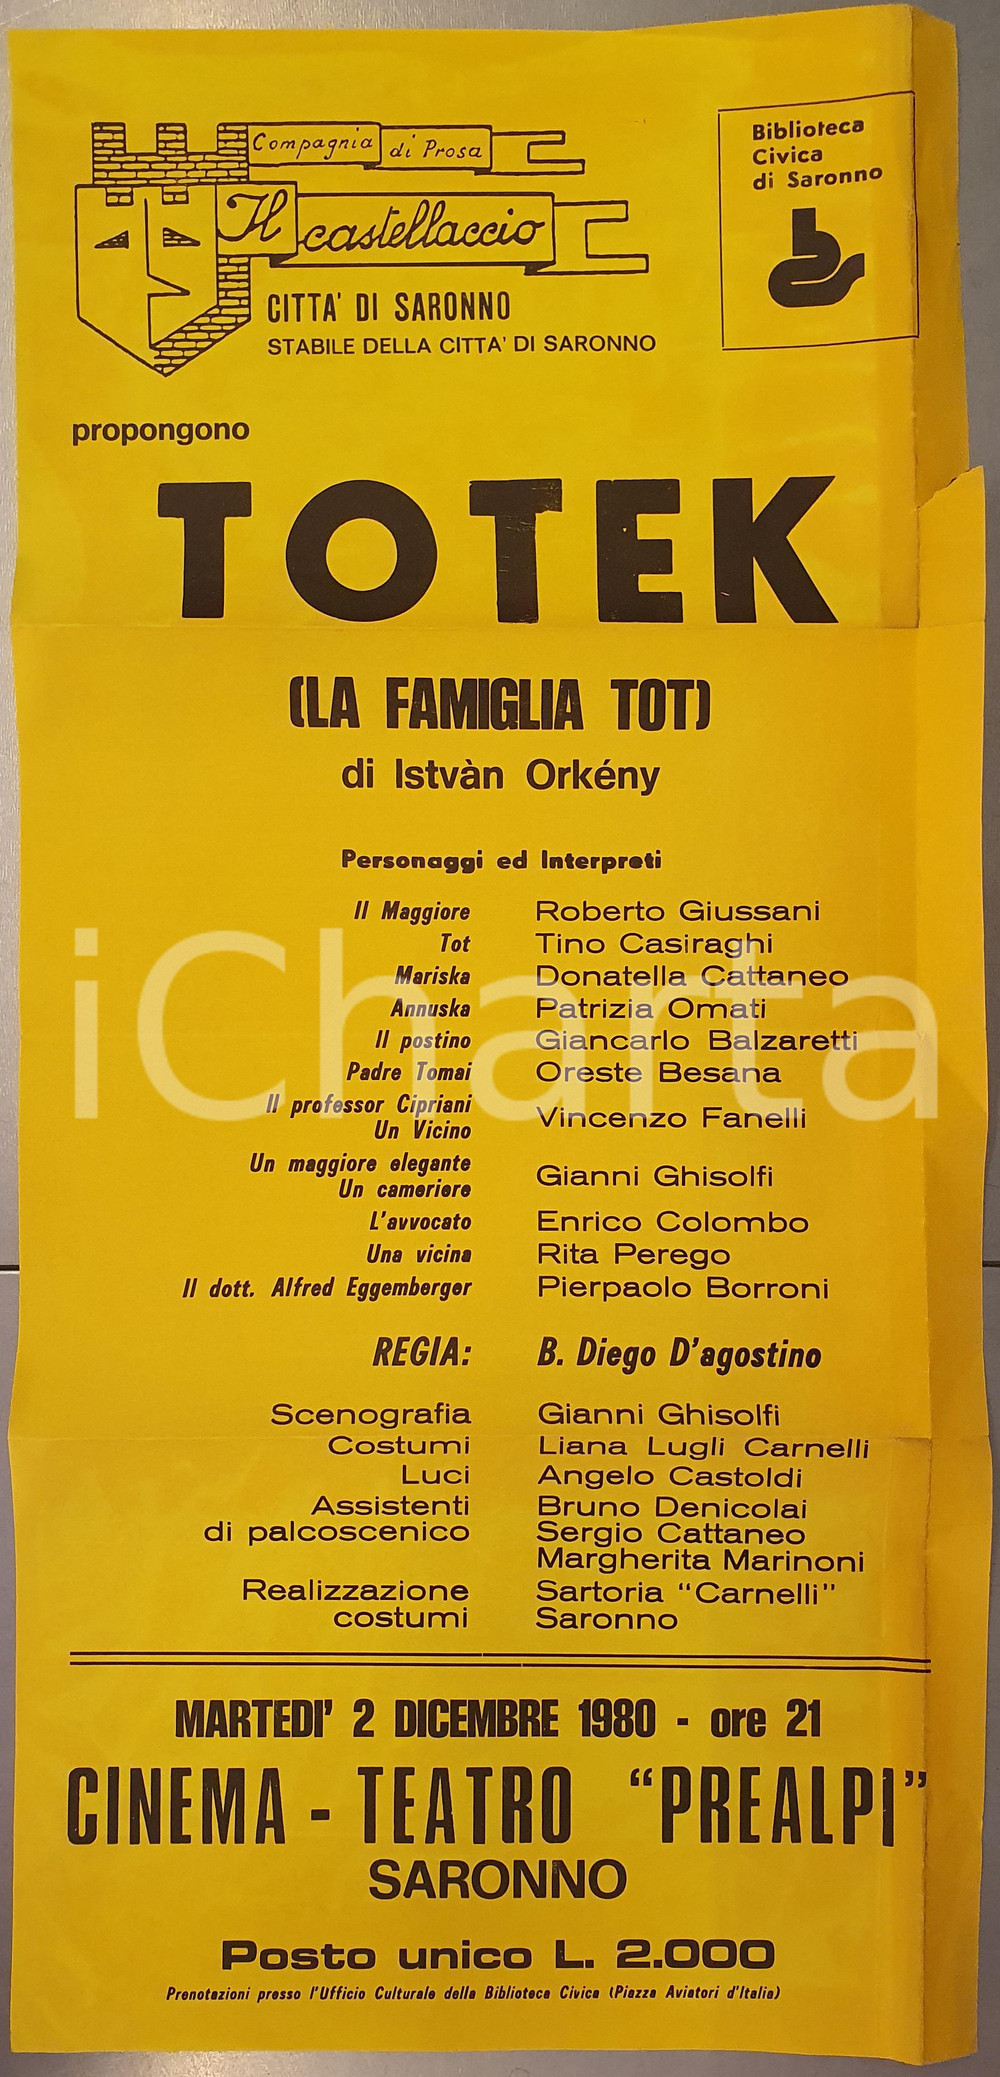 Compagnia di Prosa
Il castellaccio
CITTA' DI SARONNO
STABILE DELLA CITTA' DI SARONNO
Biblioteca
Civica
di Saronno
propongono
TOTEK
(LA FAMIGLIA TOT)
di Istvàn Orkény
Personaggi ed Interpreti
Il Maggiore Roberto Giussani
Tot Tino Casiraghi
Mariska Donatella Cattaneo
Annuska Patrizia Omati
Il postino Giancarlo Balzaretti
Padre Tomai Oreste Besana
Il professor Cipriani
Un Vicino Vincenzo Fanelli
Un maggiore elegante
Un cameriere Gianni Ghisolfi
L'avvocato Enrico Colombo
Una vicina Rita Perego
Il dott. Alfred Eggemberger Pierpaolo Borroni
REGIA: B. Diego D'agostino
Scenografia Gianni Ghisolfi
Costumi Liana Lugli Carnelli
Luci Angelo Castoldi
Assistenti Bruno Denicolai
di palcoscenico Sergio Cattaneo
Margherita Marinoni
Realizzazione Sartoria "Carnelli"
costumi Saronno
MARTEDI' 2 DICEMBRE 1980 - ore 21
CINEMA - TEATRO "PREALPI"
SARONNO
Posto unico L. 2.000
Prenotazioni presso l'Ufficio Culturale della Biblioteca Civica (Piazza Aviatori d'Italia)
iCharta